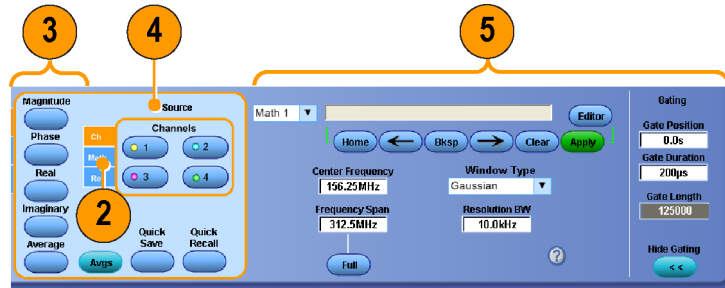 3
4
5
Magnitude
Phase
Real
Imaginary
Average
Source
Ch
Math
2
Channels
1
2
3
4
Avgs
Quick Save
Quick Recall
Math 1
Editor
Home
Bksp
Clear
Apply
Center Frequency
156.25MHz
Window Type
Gaussian
Frequency Span
312.5MHz
Resolution BW
10.0kHz
Full
?
Gating
Gate Position
0.0s
Gate Duration
200µs
Gate Length
125000
Hide Gating
<<